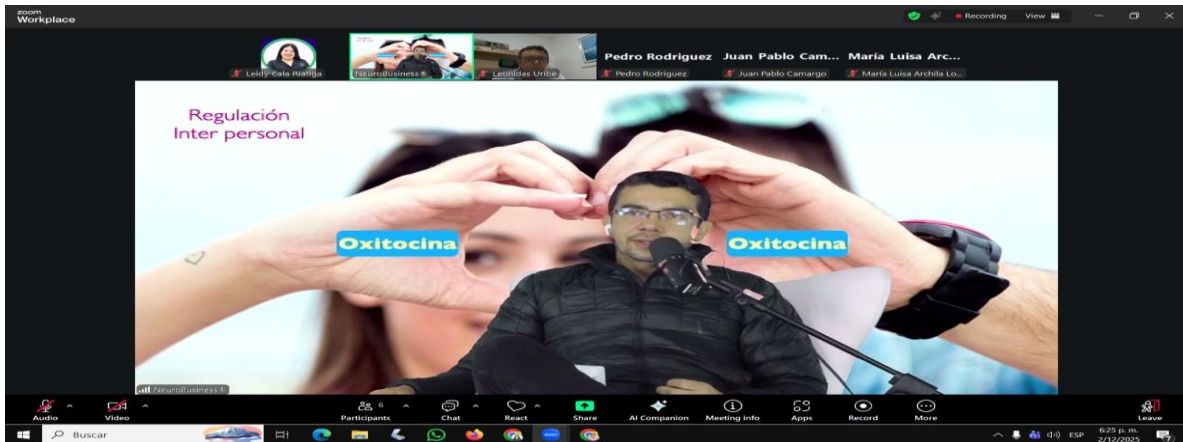 zoom
Workplace
Recording
View
Pedro Rodriguez
Juan Pablo Cam...
María Luisa Arc...
Leidy Cala Riatiga
NeuroBusiness®
Leonidas Uribe
Pedro Rodriguez
Juan Pablo Camargo
María Luisa Archila Lo...
Regulación
Inter personal
Oxitocina
Oxitocina
NeuroBusiness®
Audio
Video
6
Participants
Chat
React
Share
AI Companion
Meeting info
Apps
Record
More
Leave
Buscar
ESP
6:25 p. m.
2/12/2025